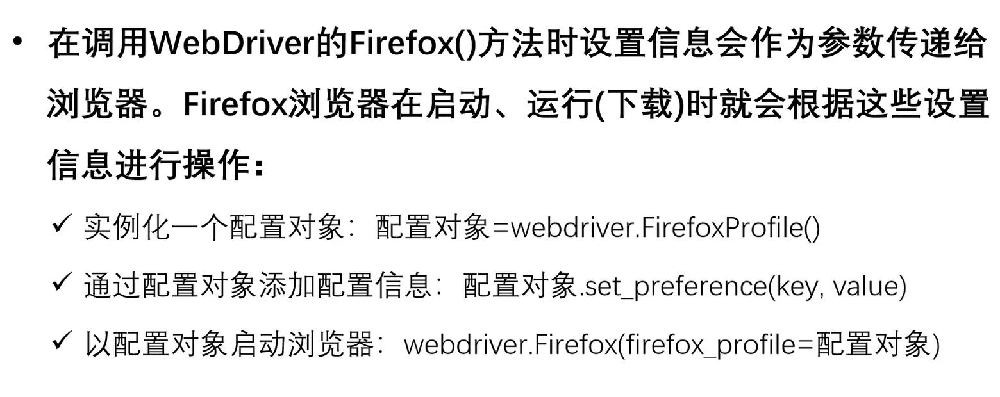 • 在调用WebDriver的Firefox()方法时设置信息会作为参数传递给
浏览器。Firefox浏览器在启动、运行(下载)时就会根据这些设置
信息进行操作：
✓ 实例化一个配置对象：配置对象=webdriver.FirefoxProfile()
✓ 通过配置对象添加配置信息：配置对象.set_preference(key, value)
✓ 以配置对象启动浏览器：webdriver.Firefox(firefox_profile=配置对象)